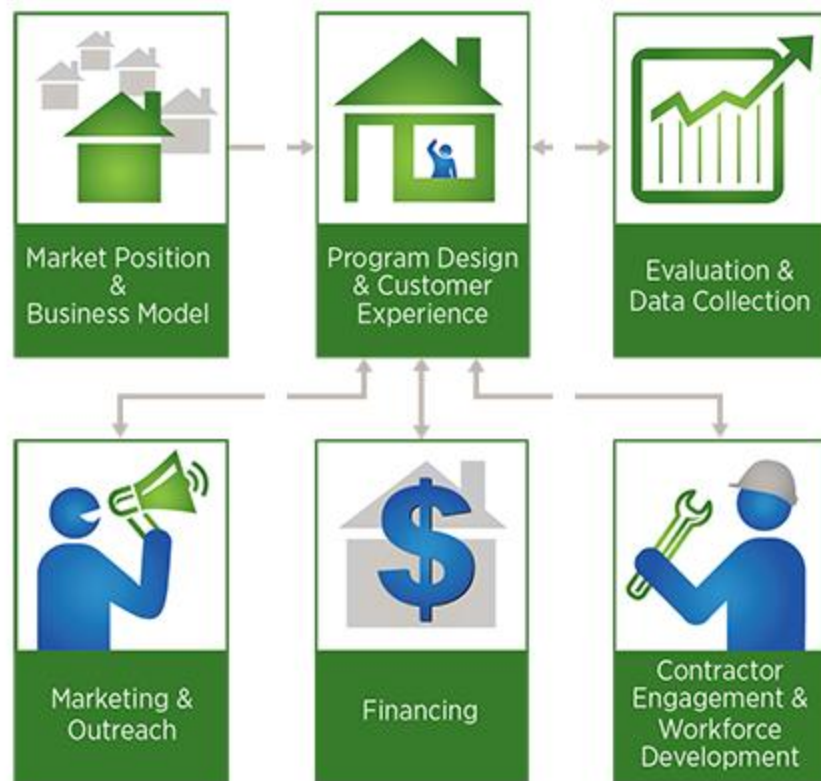 Market Position
&
Business Model
Program Design
& Customer
Experience
Evaluation &
Data Collection
Marketing &
Outreach
$
Financing
Contractor
Engagement &
Workforce
Development